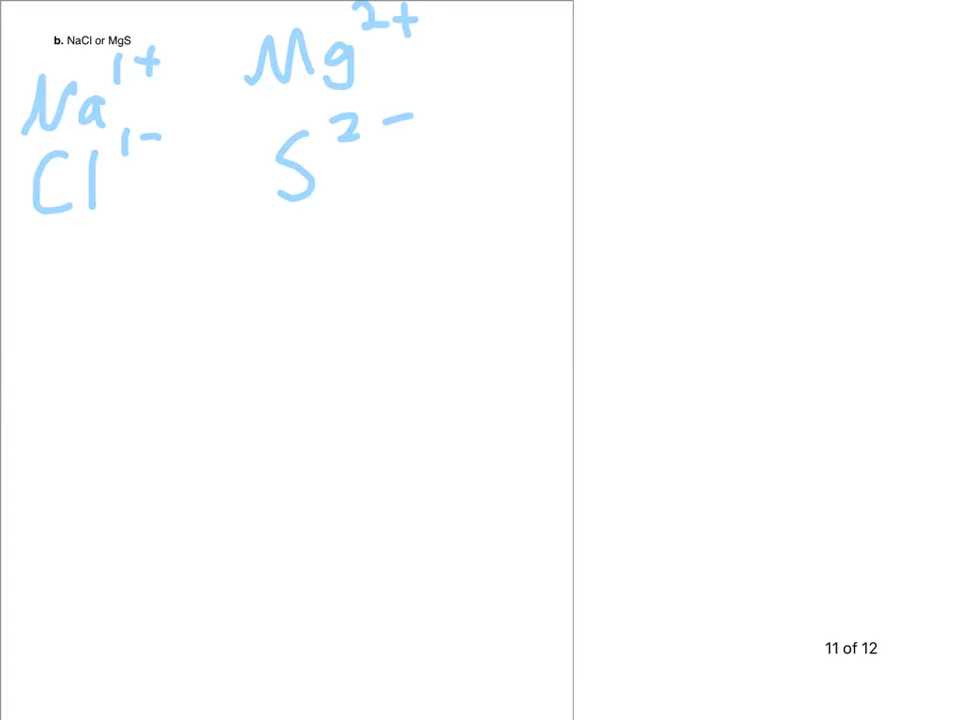 b. NaCl or MgS
Na¹⁺ Mg²⁺
Cl¹⁻ S²⁻
11 of 12